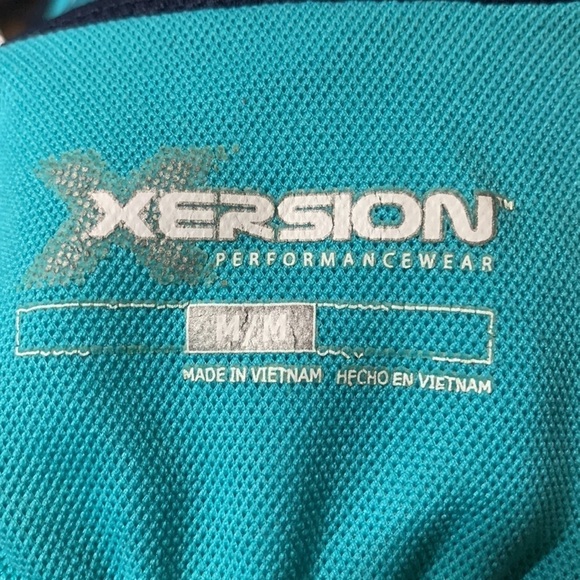 XERSION™
PERFORMANCEWEAR
M/M
MADE IN VIETNAM HECHO EN VIETNAM